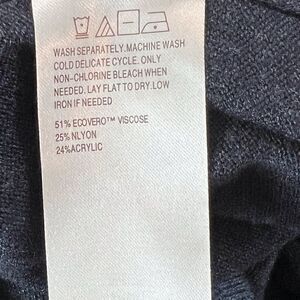 WASH SEPARATELY.MACHINE WASH
COLD DELICATE CYCLE. ONLY
NON-CHLORINE BLEACH WHEN
NEEDED. LAY FLAT TO DRY. LOW
IRON IF NEEDED
51% ECOVERO™ VISCOSE
25% NLYON
24%ACRYLIC